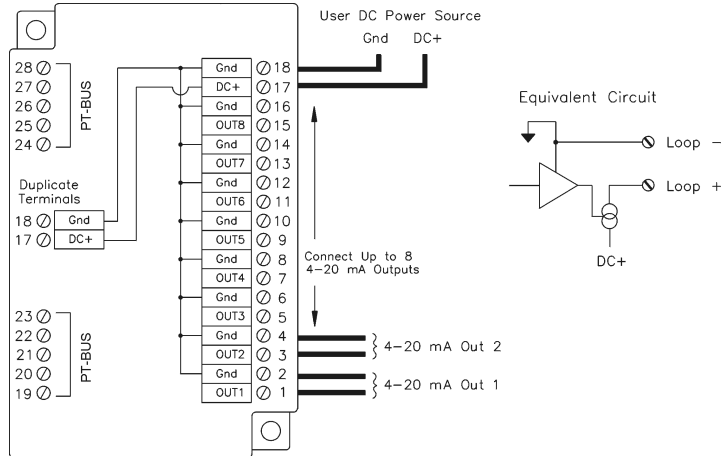 User DC Power Source
Gnd DC+
28
27
26
25
24
PT-BUS
Duplicate
Terminals
18 Gnd
17 DC+
23
22
21
20
19
PT-BUS
Gnd 18
DC+ 17
Gnd 16
OUT8 15
Gnd 14
OUT7 13
Gnd 12
OUT6 11
Gnd 10
OUT5 9
Gnd 8
OUT4 7
Gnd 6
OUT3 5
Gnd 4
OUT2 3
Gnd 2
OUT1 1
Connect Up to 8
4-20 mA Outputs
4-20 mA Out 2
4-20 mA Out 1
Equivalent Circuit
Loop -
Loop +
DC+